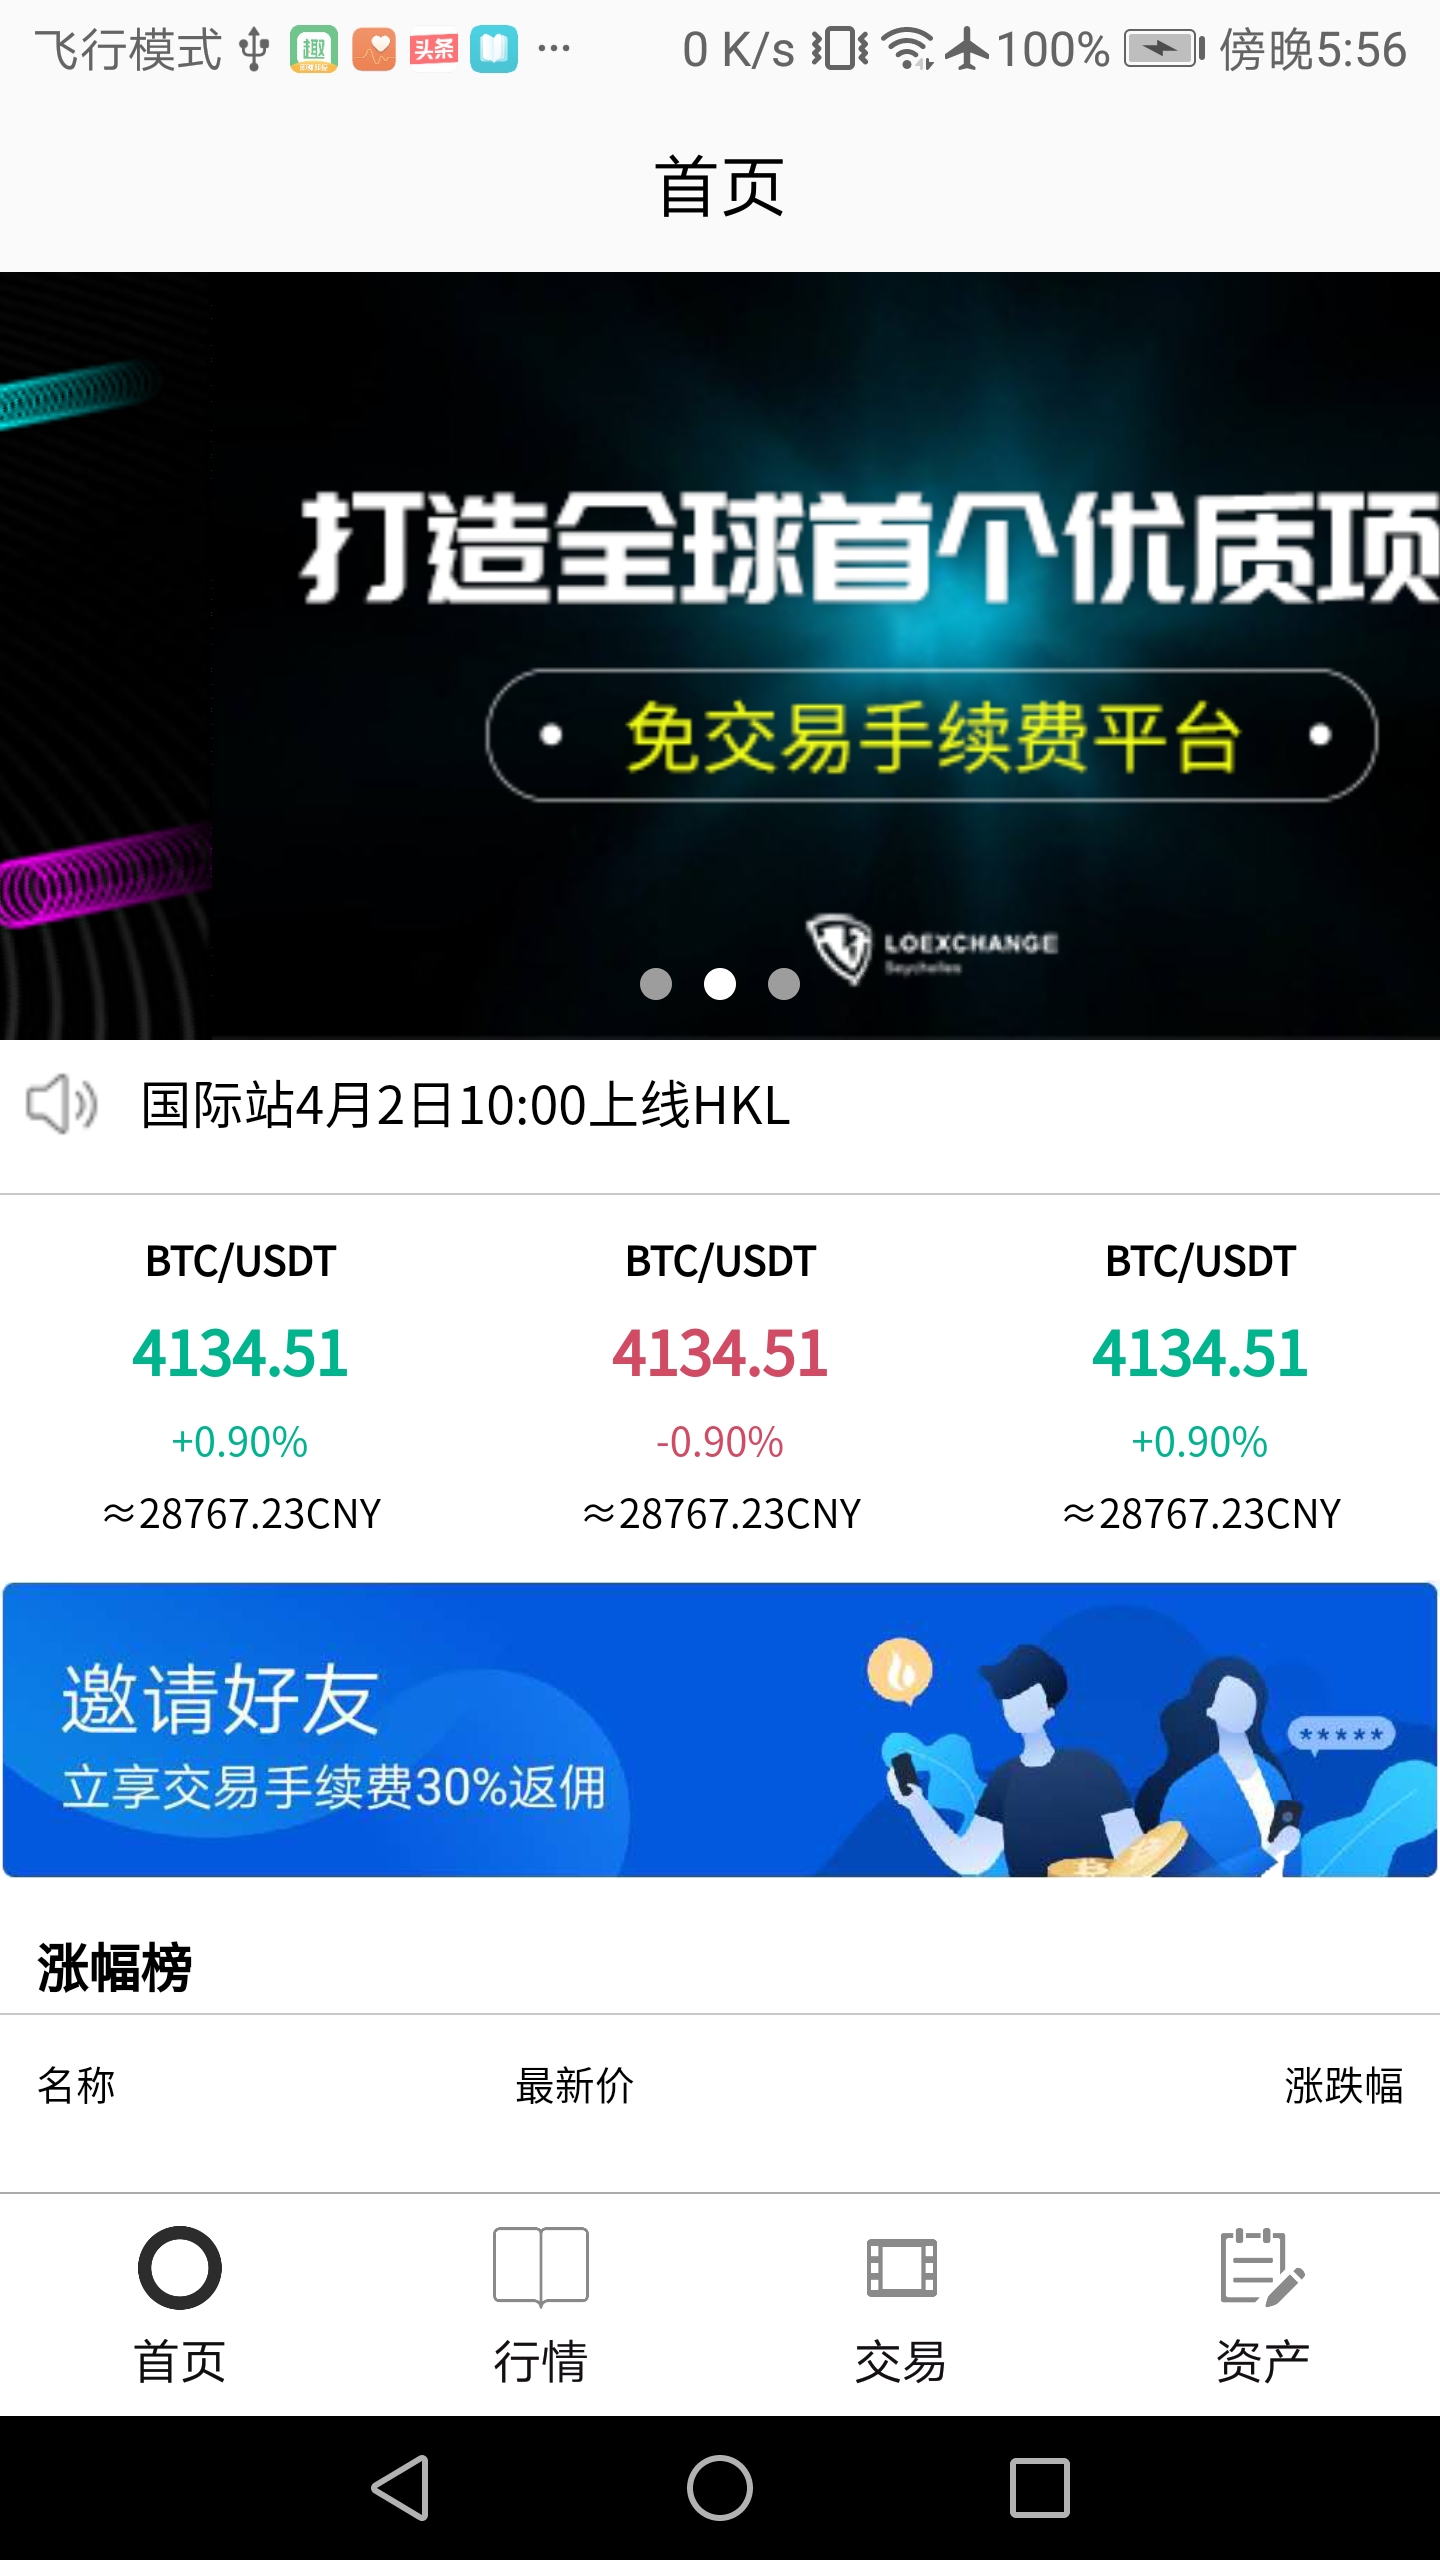 飞行模式 头条 ... 0 K/s 100% 傍晚5:56
首页
打造全球首个优质项
免交易手续费平台
LOEXCHANGE
Seychelles
国际站4月2日10:00上线HKL
BTC/USDT BTC/USDT BTC/USDT
4134.51 4134.51 4134.51
+0.90% -0.90% +0.90%
≈28767.23CNY ≈28767.23CNY ≈28767.23CNY
邀请好友
立享交易手续费30%返佣
*****
涨幅榜
名称 最新价 涨跌幅
首页 行情 交易 资产